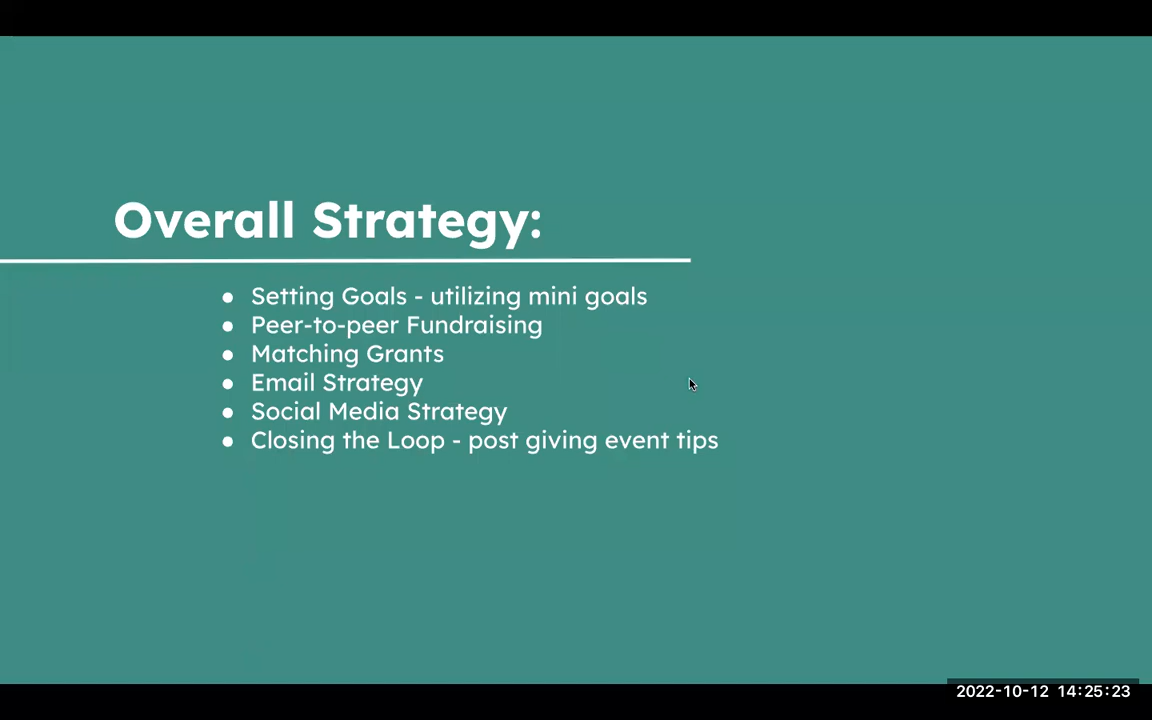 Overall Strategy:
● Setting Goals - utilizing mini goals
● Peer-to-peer Fundraising
● Matching Grants
● Email Strategy
● Social Media Strategy
● Closing the Loop - post giving event tips
2022-10-12 14:25:23